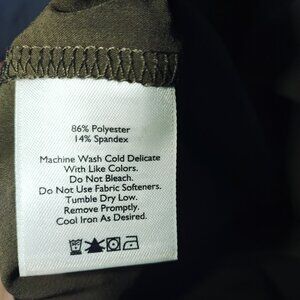 86% Polyester
14% Spandex
Machine Wash Cold Delicate
With Like Colors.
Do Not Bleach.
Do Not Use Fabric Softeners.
Tumble Dry Low.
Remove Promptly.
Cool Iron As Desired.